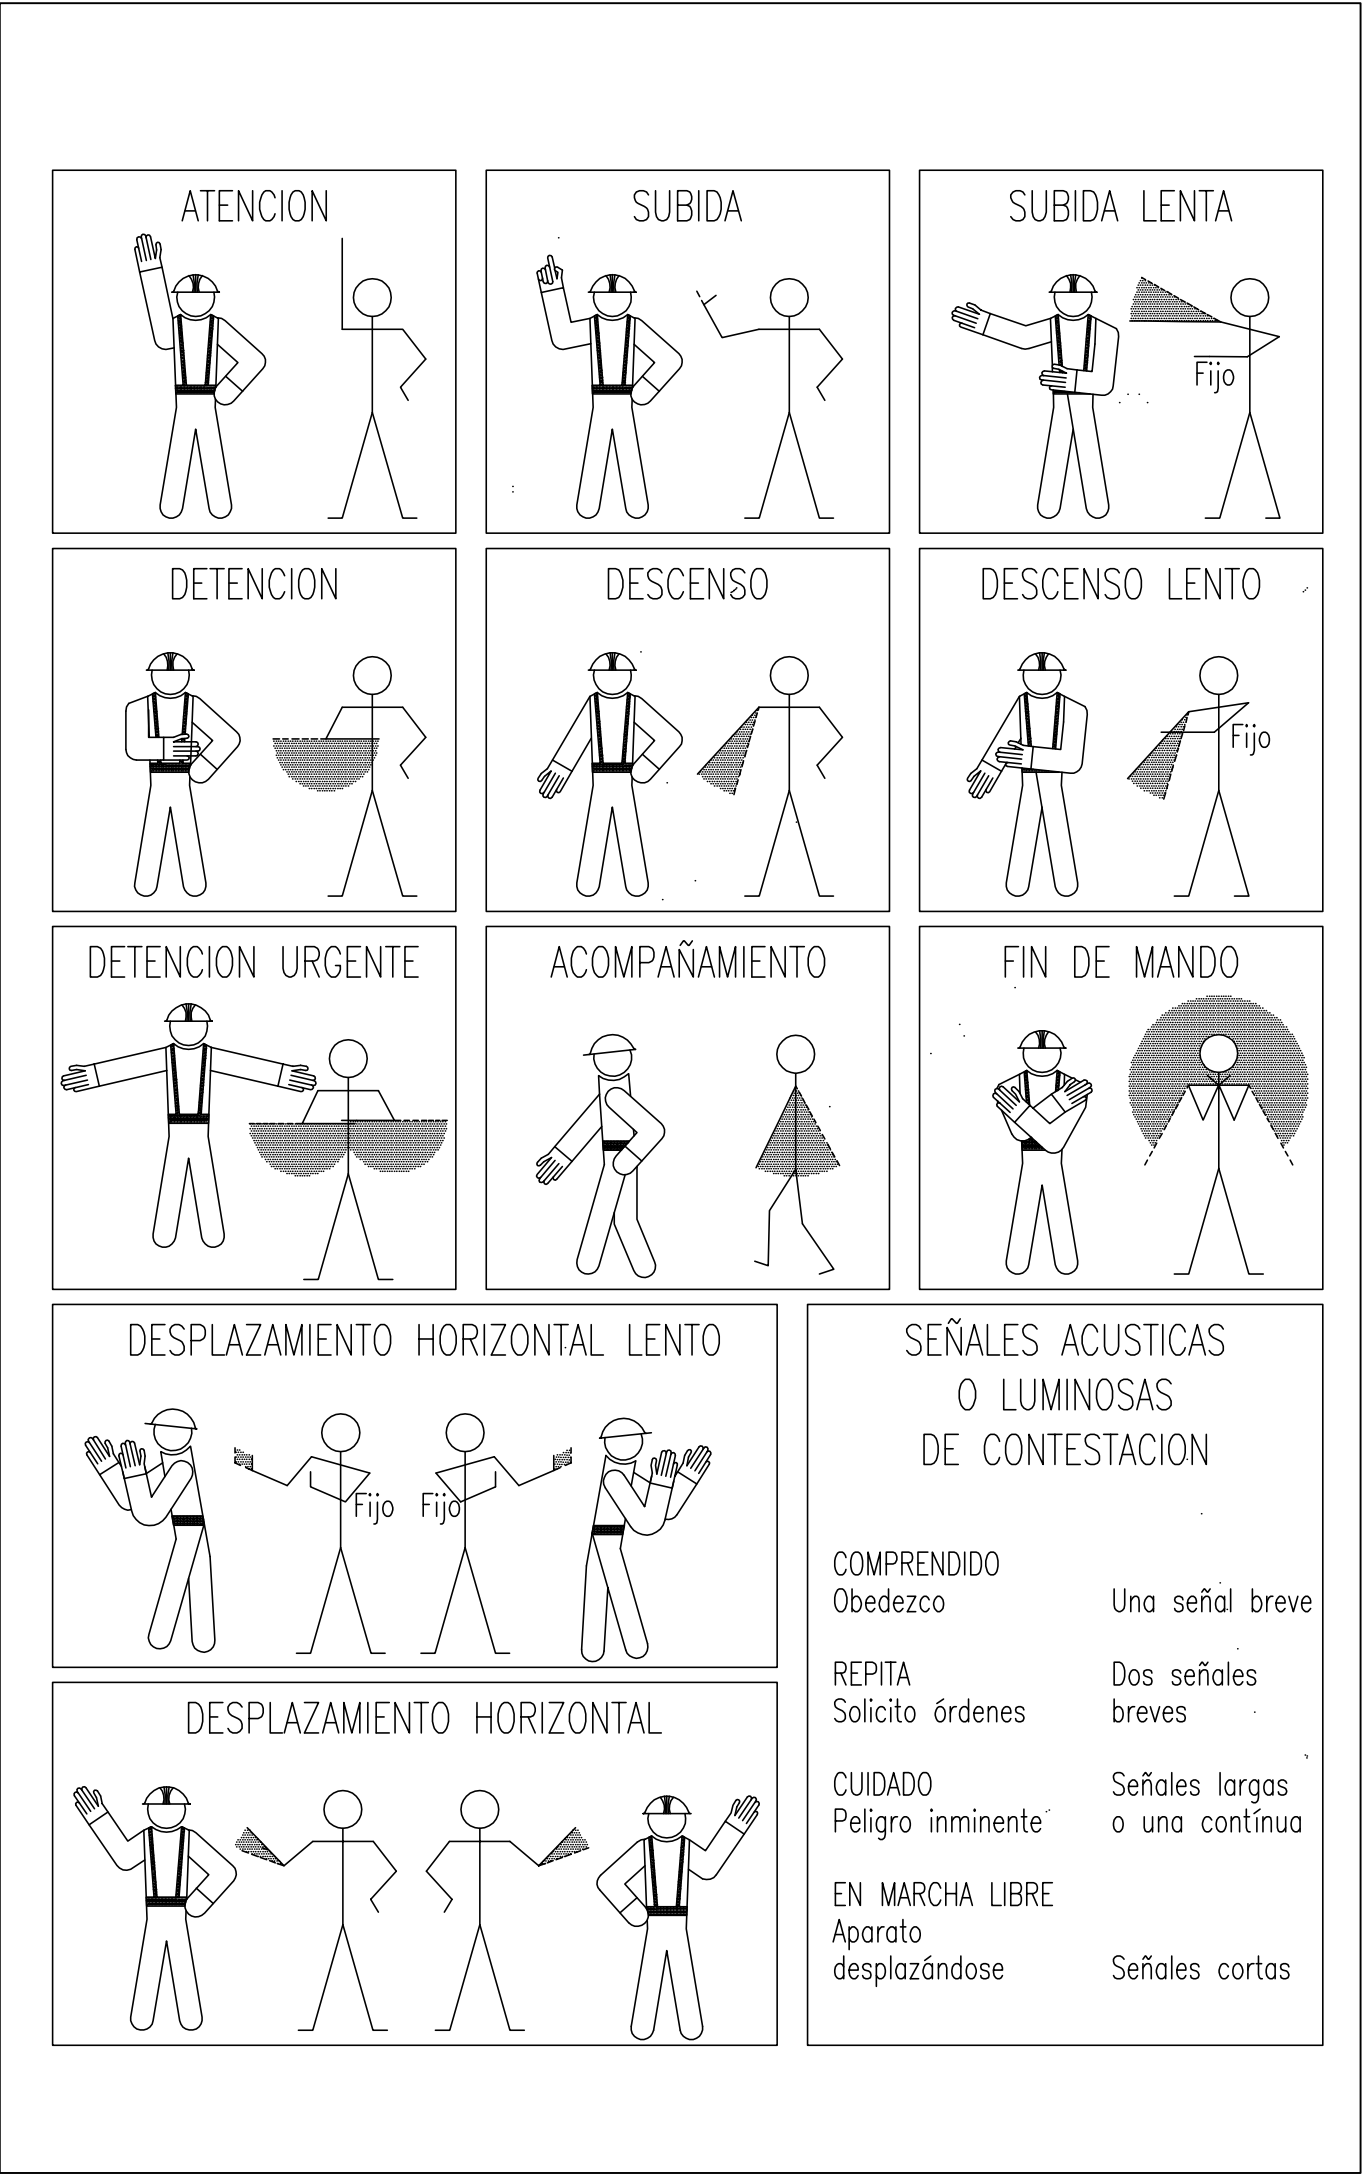 ATENCION
SUBIDA
SUBIDA LENTA
Fijo
DETENCION
DESCENSO
DESCENSO LENTO
Fijo
DETENCION URGENTE
ACOMPAÑAMIENTO
FIN DE MANDO
DESPLAZAMIENTO HORIZONTAL LENTO
Fijo
Fijo
DESPLAZAMIENTO HORIZONTAL
SEÑALES ACUSTICAS
O LUMINOSAS
DE CONTESTACION
COMPRENDIDO
Obedezco Una señal breve
REPITA Dos señales
Solicito órdenes breves
CUIDADO Señales largas
Peligro inminente o una contínua
EN MARCHA LIBRE
Aparato
desplazándose Señales cortas